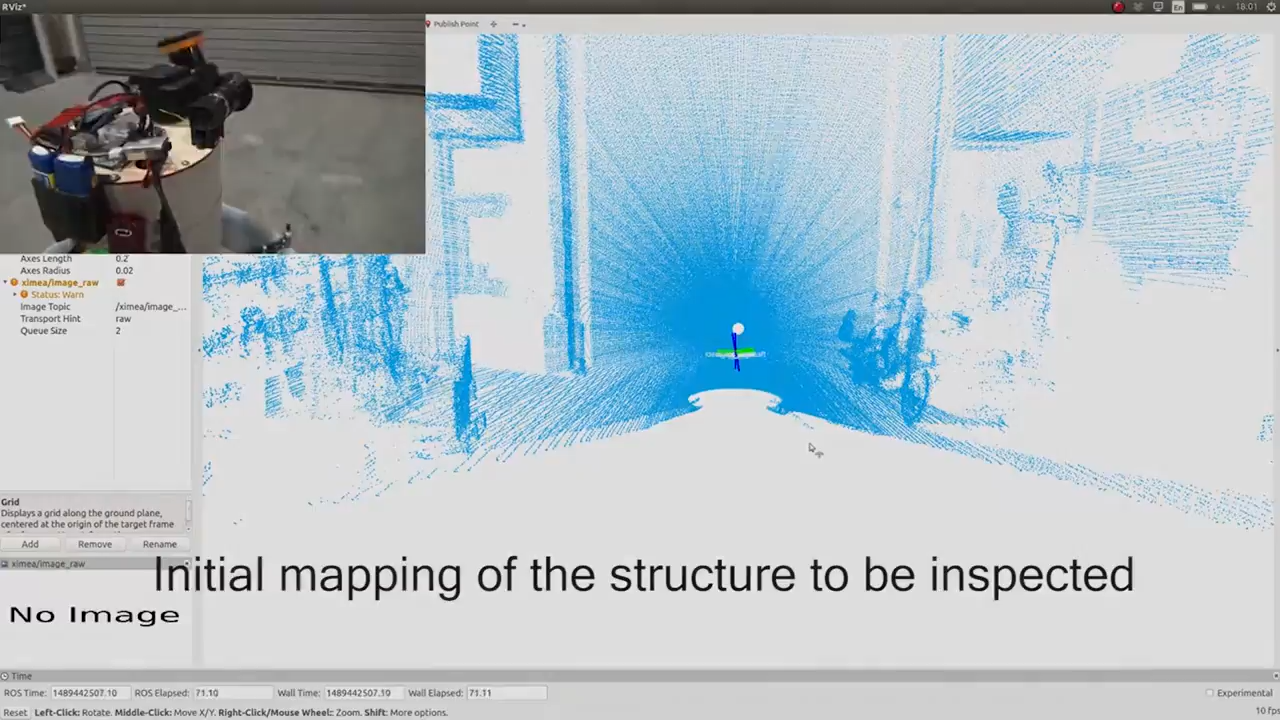 RViz*
En
18:01
Publish Point
Axes Length 0.2
Axes Radius 0.02
ximea/image_raw
Status: Warn
Image Topic /ximea/image_...
Transport Hint raw
Queue Size 2
Grid
Displays a grid along the ground plane,
centered at the origin of the target frame
Add Remove Rename
ximea/image_raw
Initial mapping of the structure to be inspected
No Image
Time
ROS Time: 1489442507.10 ROS Elapsed: 71.10 Wall Time: 1489442507.10 Wall Elapsed: 71.11 Experimental
Reset Left-Click: Rotate. Middle-Click: Move X/Y. Right-Click/Mouse Wheel:: Zoom. Shift: More options. 10 fps